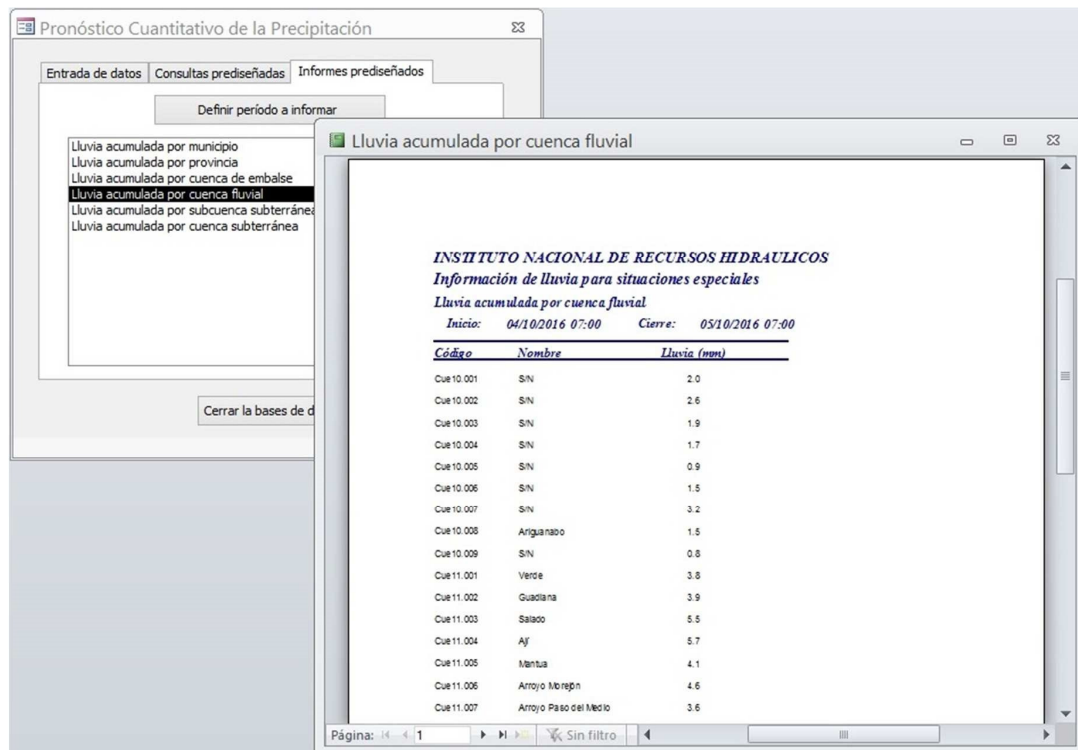 Pronóstico Cuantitativo de la Precipitación
Entrada de datos Consultas prediseñadas Informes prediseñados
Definir período a informar
Lluvia acumulada por municipio
Lluvia acumulada por provincia
Lluvia acumulada por cuenca de embalse
Lluvia acumulada por cuenca fluvial
Lluvia acumulada por subcuenca subterránea
Lluvia acumulada por cuenca subterránea
Cerrar la bases de d
Lluvia acumulada por cuenca fluvial
INSTITUTO NACIONAL DE RECURSOS HIDRAULICOS
Información de lluvia para situaciones especiales
Lluvia acumulada por cuenca fluvial
Inicio: 04/10/2016 07:00 Cierre: 05/10/2016 07:00
Código Nombre Lluvia (mm)
Cue10.001 S/N 2.0
Cue10.002 S/N 2.6
Cue10.003 S/N 1.9
Cue10.004 S/N 1.7
Cue10.005 S/N 0.9
Cue10.006 S/N 1.5
Cue10.007 S/N 3.2
Cue10.008 Ariguanabo 1.5
Cue10.009 S/N 0.8
Cue11.001 Verde 3.8
Cue11.002 Guadiana 3.9
Cue11.003 Salado 5.5
Cue11.004 Ají 5.7
Cue11.005 Mantua 4.1
Cue11.006 Arroyo Morejón 4.6
Cue11.007 Arroyo Paso del Medio 3.6
Página: 1 Sin filtro